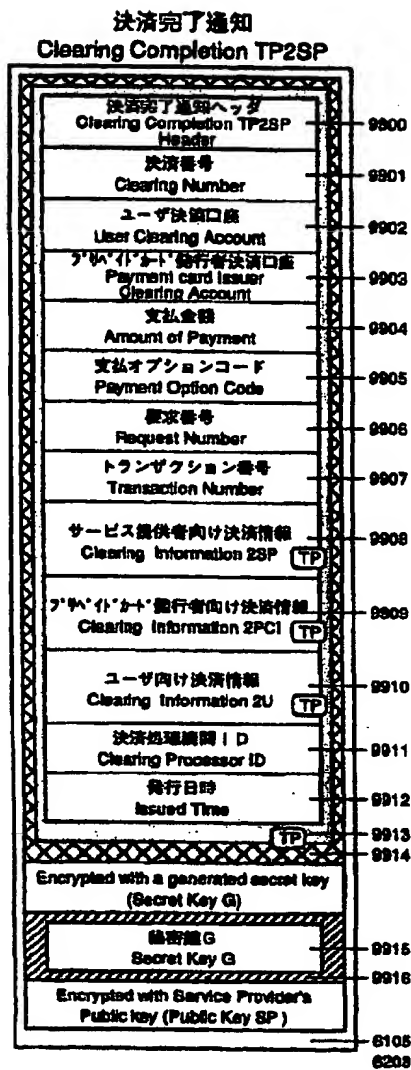 決済完了通知
Clearing Completion TP2SP
決済完了通知ヘッダ
Clearing Completion TP2SP
Header
9900
決済番号
Clearing Number
9901
ユーザ決済口座
User Clearing Account
9902
プリペイドカード発行者決済口座
Payment card Issuer
Clearing Account
9903
支払金額
Amount of Payment
9904
支払オプションコード
Payment Option Code
9905
要求番号
Request Number
9906
トランザクション番号
Transaction Number
9907
サービス提供者向け決済情報
Clearing Information 2SP
TP
9908
プリペイドカード発行者向け決済情報
Clearing Information 2PCI
TP
9909
ユーザ向け決済情報
Clearing Information 2U
TP
9910
決済処理機関ID
Clearing Processor ID
9911
発行日時
Issued Time
9912
TP
9913
9914
Encrypted with a generated secret key
(Secret Key G)
秘密鍵G
Secret Key G
9915
9916
Encrypted with Service Provider's
Public key (Public Key SP)
6105
6203